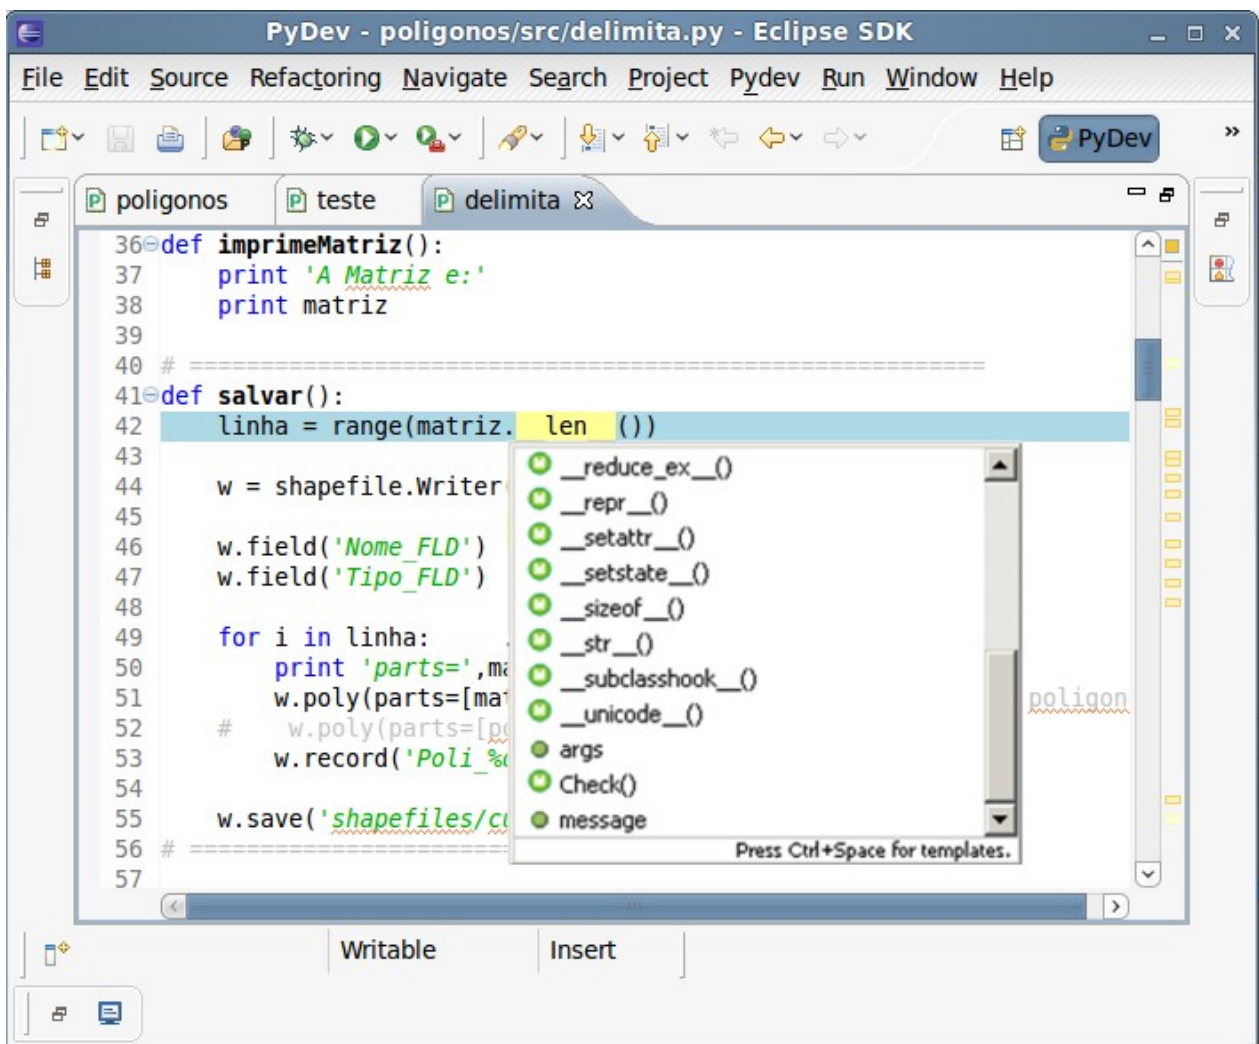 PyDev - poligonos/src/delimita.py - Eclipse SDK
File Edit Source Refactoring Navigate Search Project Pydev Run Window Help
PyDev »
poligonos teste delimita
36 def imprimeMatriz():
37 print 'A Matriz e:'
38 print matriz
39
40 # ========================================================
41 def salvar():
42 linha = range(matriz.__len__())
43
44 w = shapefile.Writer
45
46 w.field('Nome_FLD')
47 w.field('Tipo_FLD')
48
49 for i in linha:
50 print 'parts=',ma
51 w.poly(parts=[mat poligon
52 # w.poly(parts=[po
53 w.record('Poli_%
54
55 w.save('shapefiles/cu
56 # ======================
57
__reduce_ex__()
__repr__()
__setattr__()
__setstate__()
__sizeof__()
__str__()
__subclasshook__()
__unicode__()
args
Check()
message
Press Ctrl+Space for templates.
Writable Insert